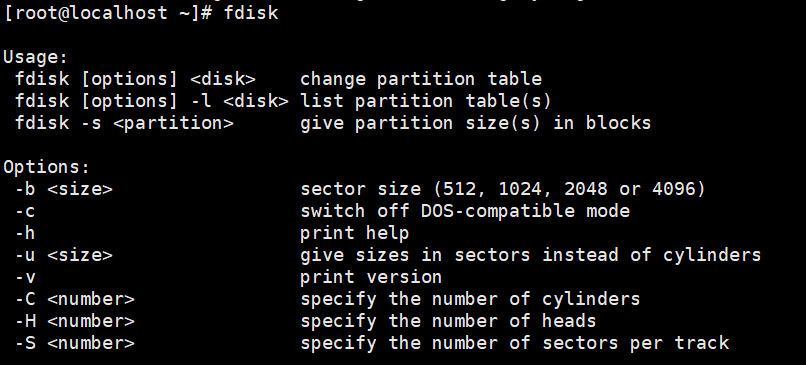 [root@localhost ~]# fdisk
Usage:
 fdisk [options] <disk>    change partition table
 fdisk [options] -l <disk> list partition table(s)
 fdisk -s <partition>      give partition size(s) in blocks
Options:
 -b <size>                 sector size (512, 1024, 2048 or 4096)
 -c                        switch off DOS-compatible mode
 -h                        print help
 -u <size>                 give sizes in sectors instead of cylinders
 -v                        print version
 -C <number>               specify the number of cylinders
 -H <number>               specify the number of heads
 -S <number>               specify the number of sectors per track